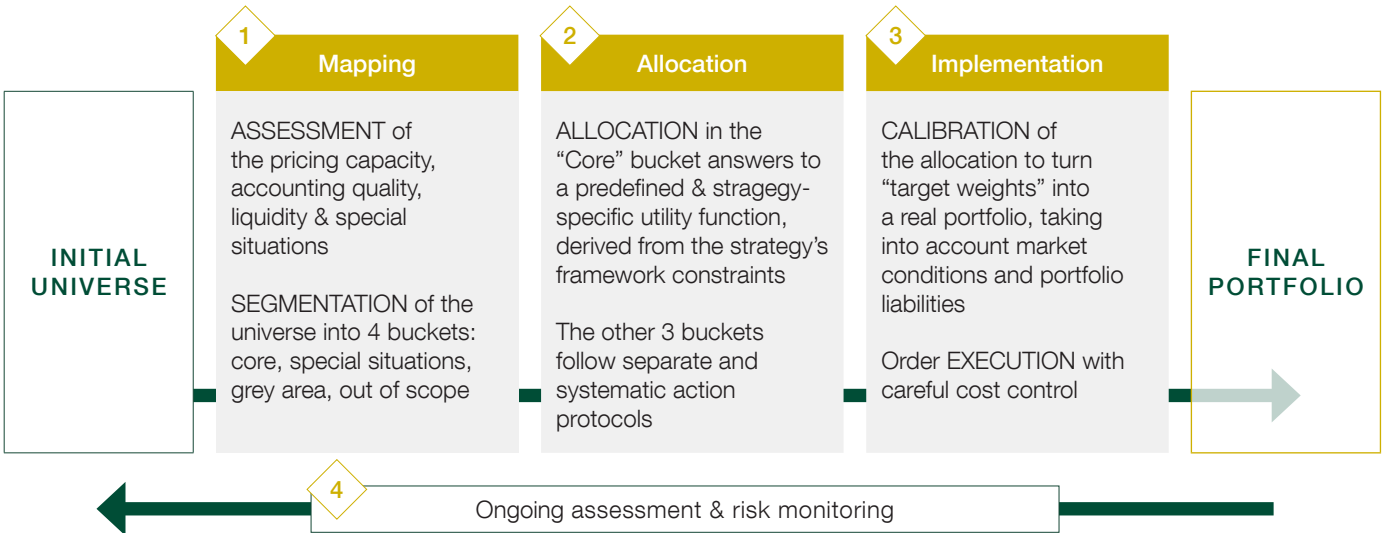 INITIAL
UNIVERSE
1
Mapping
ASSESSMENT of
the pricing capacity,
accounting quality,
liquidity & special
situations
SEGMENTATION of the
universe into 4 buckets:
core, special situations,
grey area, out of scope
2
Allocation
ALLOCATION in the
“Core” bucket answers to
a predefined & stragegy-
specific utility function,
derived from the strategy’s
framework constraints
The other 3 buckets
follow separate and
systematic action
protocols
3
Implementation
CALIBRATION of
the allocation to turn
“target weights” into
a real portfolio, taking
into account market
conditions and portfolio
liabilities
Order EXECUTION with
careful cost control
FINAL
PORTFOLIO
4
Ongoing assessment & risk monitoring